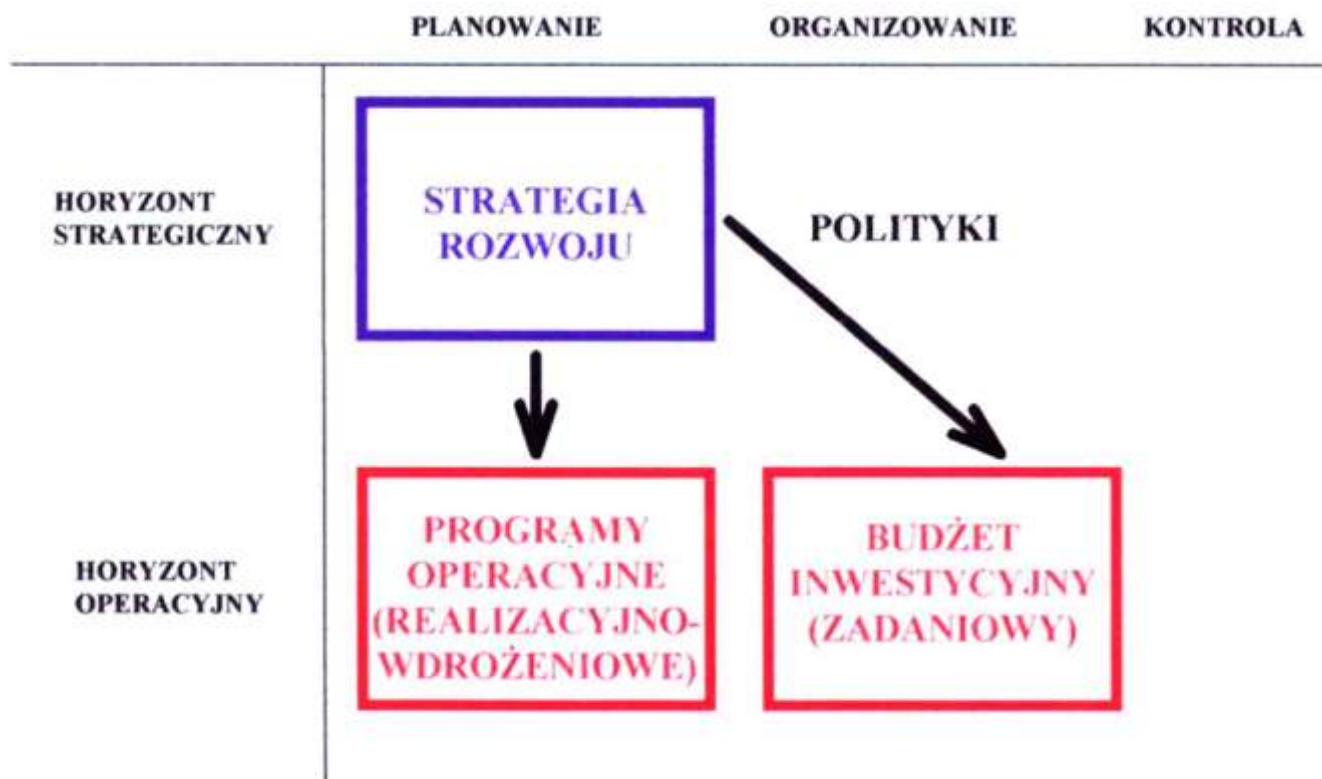 PLANOWANIE ORGANIZOWANIE KONTROLA
HORYZONT
STRATEGICZNY
STRATEGIA
ROZWOJU
POLITYKI
HORYZONT
OPERACYJNY
PROGRAMY
OPERACYJNE
(REALIZACYJNO-
WDROŻENIOWE)
BUDŻET
INWESTYCYJNY
(ZADANIOWY)